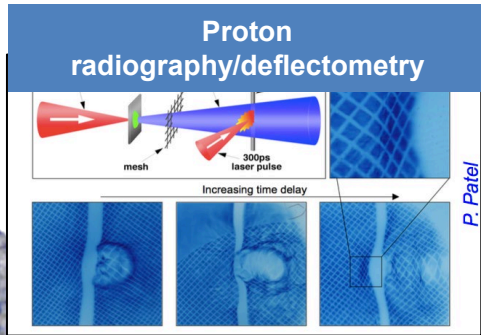 Proton
radiography/deflectometry
mesh
300ps
laser pulse
Increasing time delay
P. Patel